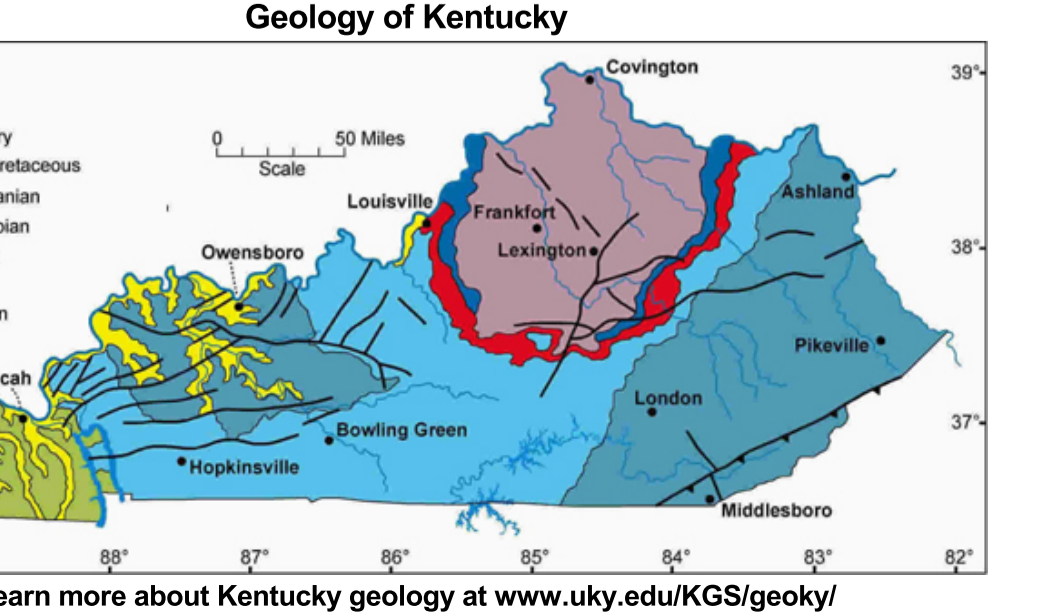 Geology of Kentucky
Covington
39°
0 50 Miles
Scale
ry
retaceous
anian
oian
n
Louisville
Ashland
Frankfort
Lexington
38°
Owensboro
Pikeville
cah
London
Bowling Green
37°
Hopkinsville
Middlesboro
88° 87° 86° 85° 84° 83° 82°
earn more about Kentucky geology at www.uky.edu/KGS/geoky/